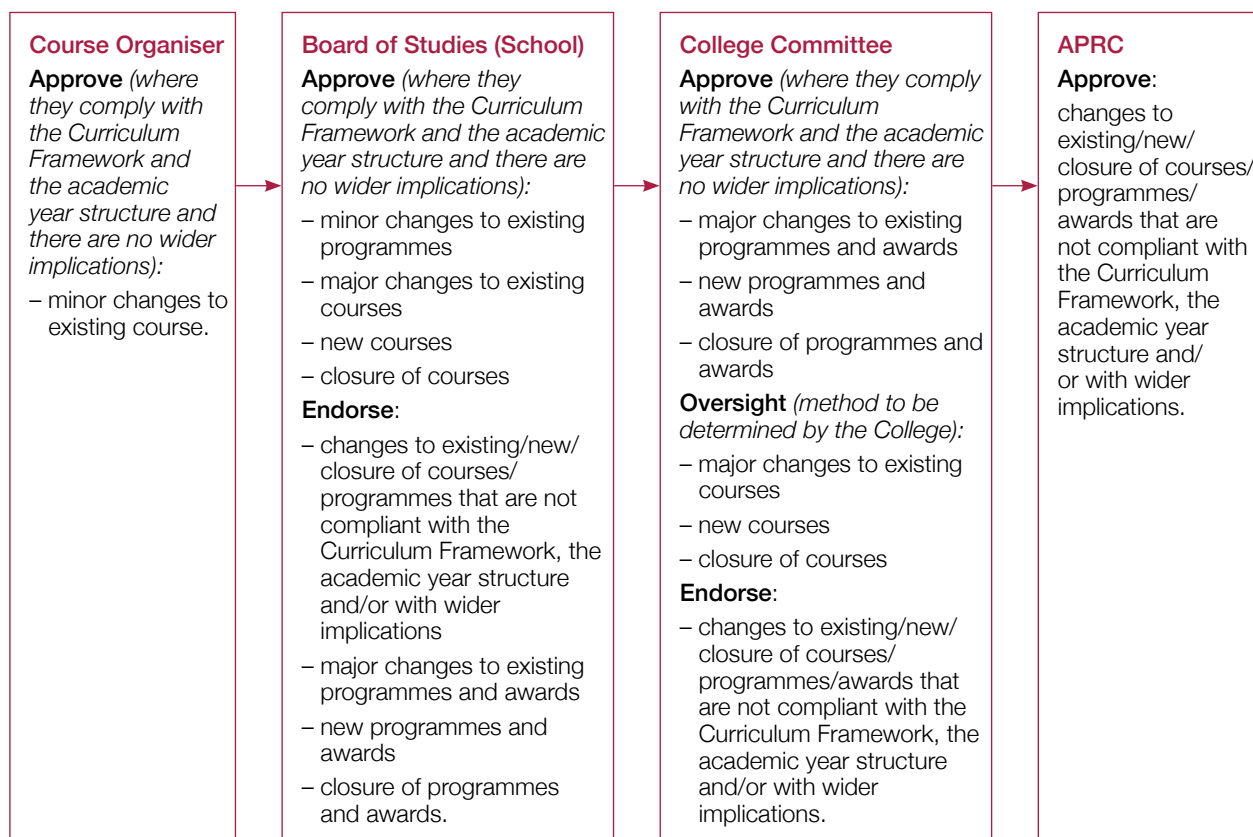 Course Organiser
Approve (where
they comply with
the Curriculum
Framework and
the academic
year structure and
there are no wider
implications):
– minor changes to
existing course.
Board of Studies (School)
Approve (where they
comply with the Curriculum
Framework and the academic
year structure and there are
no wider implications):
– minor changes to existing
programmes
– major changes to existing
courses
– new courses
– closure of courses
Endorse:
– changes to existing/new/
closure of courses/
programmes that are not
compliant with the
Curriculum Framework, the
academic year structure
and/or with wider
implications
– major changes to existing
programmes and awards
– new programmes and
awards
– closure of programmes
and awards.
College Committee
Approve (where they comply
with the Curriculum
Framework and the academic
year structure and there are
no wider implications):
– major changes to existing
programmes and awards
– new programmes and
awards
– closure of programmes and
awards
Oversight (method to be
determined by the College):
– major changes to existing
courses
– new courses
– closure of courses
Endorse:
– changes to existing/new/
closure of courses/
programmes/awards that
are not compliant with the
Curriculum Framework, the
academic year structure
and/or with wider
implications.
APRC
Approve:
changes to
existing/new/
closure of courses/
programmes/
awards that are
not compliant with
the Curriculum
Framework, the
academic year
structure and/
or with wider
implications.